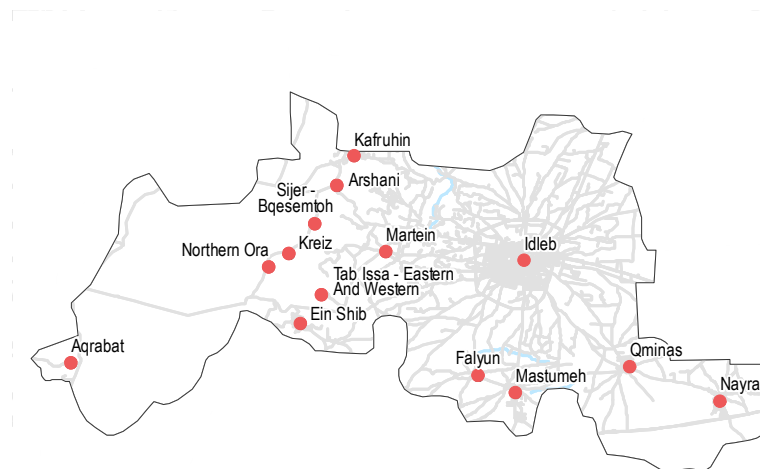 Kafruhin
Arshani
Sijer -
Bqesemtoh
Kreiz
Martein
Northern Ora
Idleb
Tab Issa - Eastern
And Western
Ein Shib
Aqrabat
Falyun
Mastumeh
Qminas
Nayra